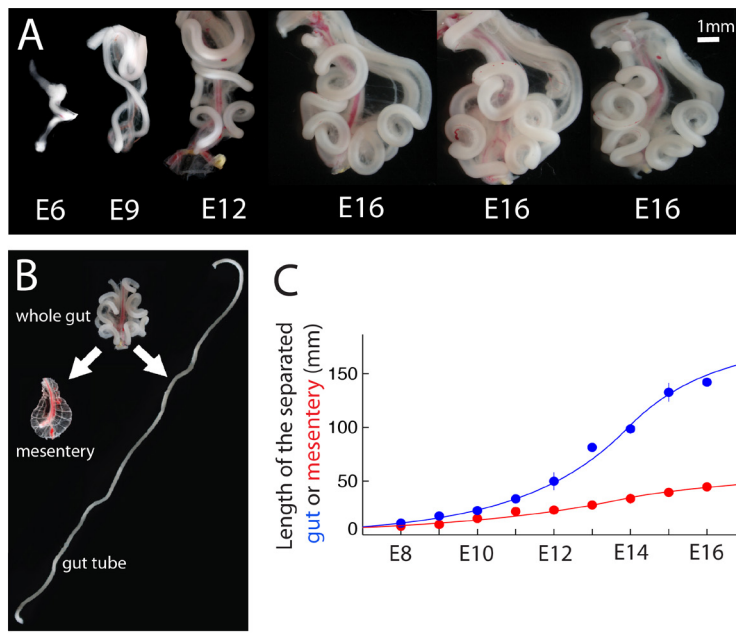 A
1mm
E6
E9
E12
E16
E16
E16
B
whole gut
mesentery
gut tube
C
Length of the separated
gut or mesentery (mm)
150
100
50
0
E8
E10
E12
E14
E16